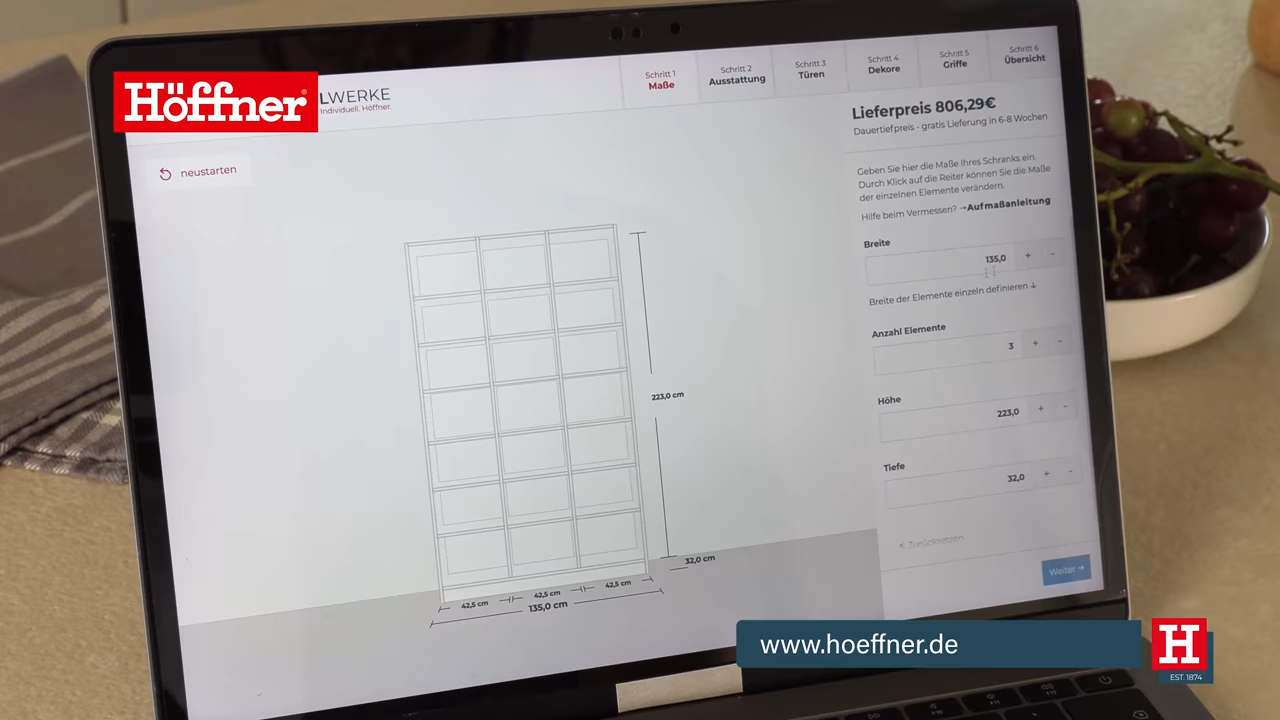 Höffner®
LWERKE
Individuell. Höffner.
Schritt 1
Maße
Schritt 2
Ausstattung
Schritt 3
Türen
Schritt 4
Dekore
Schritt 5
Griffe
Schritt 6
Übersicht
neustarten
Lieferpreis 806,29€
Dauertiefpreis - gratis Lieferung in 6-8 Wochen
Geben Sie hier die Maße Ihres Schranks ein.
Durch Klick auf die Reiter können Sie die Maße
der einzelnen Elemente verändern.
Hilfe beim Vermessen? →Aufmaßanleitung
Breite
135,0 + -
Breite der Elemente einzeln definieren ↓
Anzahl Elemente
3 + -
Höhe
223,0 + -
Tiefe
32,0 + -
Zurücksetzen
Weiter →
223,0 cm
32,0 cm
42,5 cm 42,5 cm 42,5 cm
135,0 cm
www.hoeffner.de
H
EST. 1874